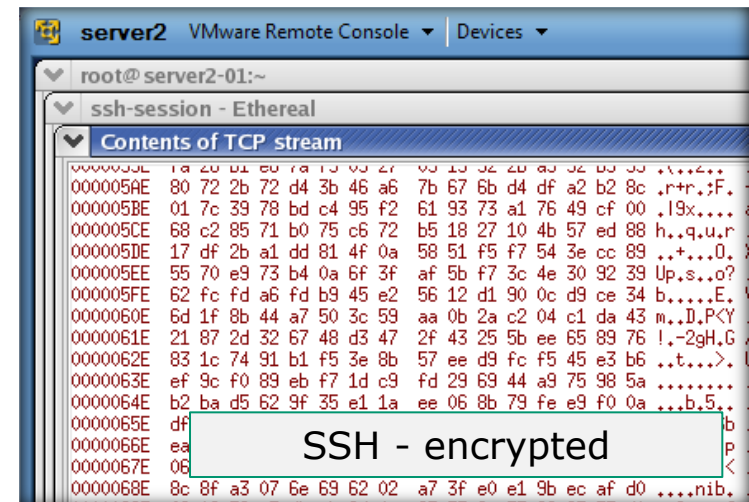 server2 VMware Remote Console Devices
root@server2-01:~
ssh-session - Ethereal
Contents of TCP stream
000005AE 80 72 2b 72 d4 3b 46 a6 7b 67 6b d4 df a2 b2 8c .r+r.;F.
000005BE 01 7c 39 78 bd c4 95 f2 61 93 73 a1 76 49 cf 00 .|9x....
000005CE 68 c2 85 71 b0 75 c6 72 b5 18 27 10 4b 57 ed 88 h..q.u.r
000005DE 17 df 2b a1 dd 81 4f 0a 58 51 f5 f7 54 3e cc 89 ..+...O.
000005EE 55 70 e9 73 b4 0a 6f 3f af 5b f7 3c 4e 30 92 39 Up.s..o?
000005FE 62 fc fd a6 fd b9 45 e2 56 12 d1 90 0c d9 ce 34 b.....E.
0000060E 6d 1f 8b 44 a7 50 3c 59 aa 0b 2a c2 04 c1 da 43 m..D.P<Y
0000061E 21 87 2d 32 67 48 d3 47 2f 43 25 5b ee 65 89 76 !.-2gH.G
0000062E 83 1c 74 91 b1 f5 3e 8b 57 ee d9 fc f5 45 e3 b6 ..t...>.
0000063E ef 9c f0 89 eb f7 1d c9 fd 29 69 44 a9 75 98 5a ........
0000064E b2 ba d5 62 9f 35 e1 1a ee 06 8b 79 fe e9 f0 0a ...b.5..
0000065E df
0000066E ea
0000067E 06
SSH - encrypted
0000068E 8c 8f a3 07 6e 69 62 02 a7 3f e0 e1 9b ec af d0 ....nib.